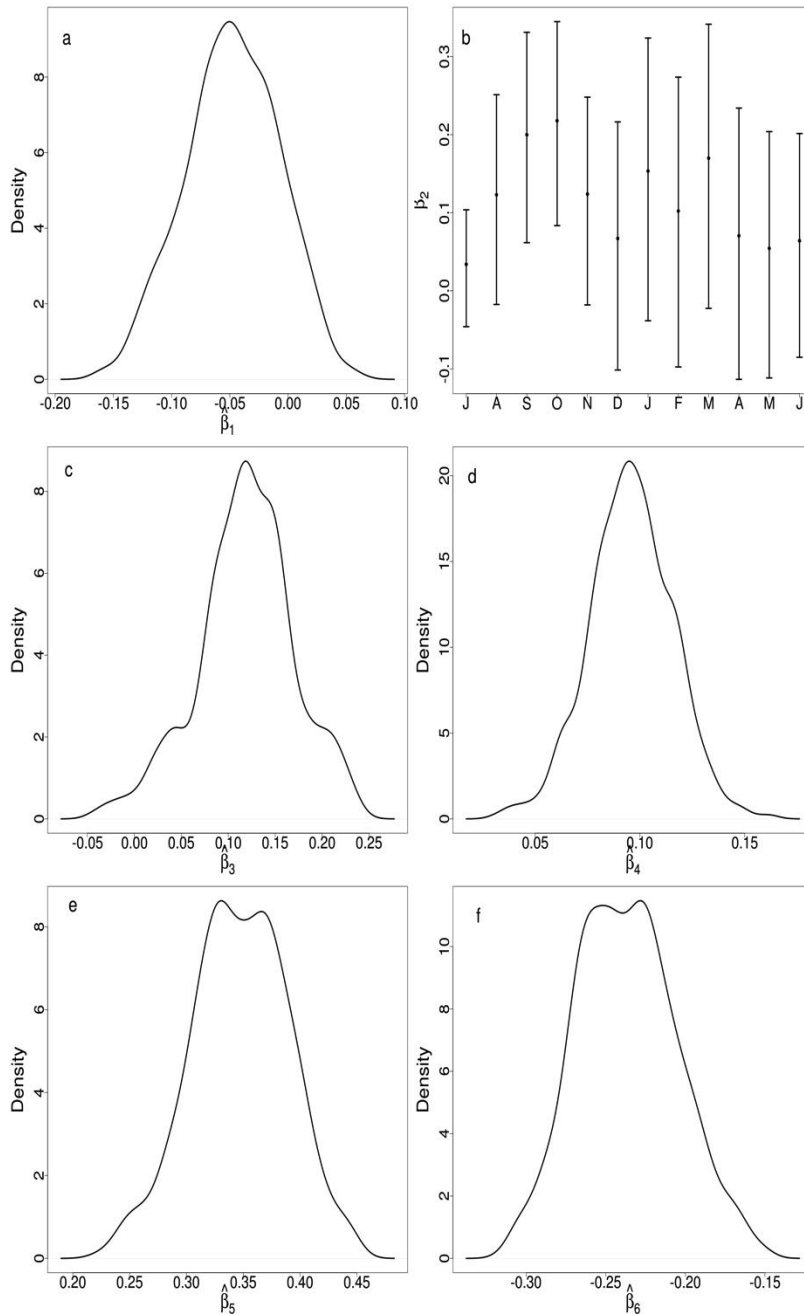 a
Density
0 2 4 6 8
-0.20 -0.15 -0.10 -0.05 0.00 0.05 0.10
β̂₁
b
β₂
-0.1 0.0 0.1 0.2 0.3
J A S O N D J F M A M J
c
Density
0 2 4 6 8
-0.05 0.00 0.05 0.10 0.15 0.20 0.25
β̂₃
d
Density
0 5 10 15 20
0.05 0.10 0.15
β̂₄
e
Density
0 2 4 6 8
0.20 0.25 0.30 0.35 0.40 0.45
β̂₅
f
Density
0 2 4 6 8 10
-0.30 -0.25 -0.20 -0.15
β̂₆